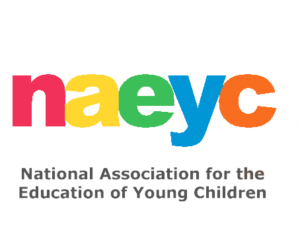 naeyc
National Association for the
Education of Young Children